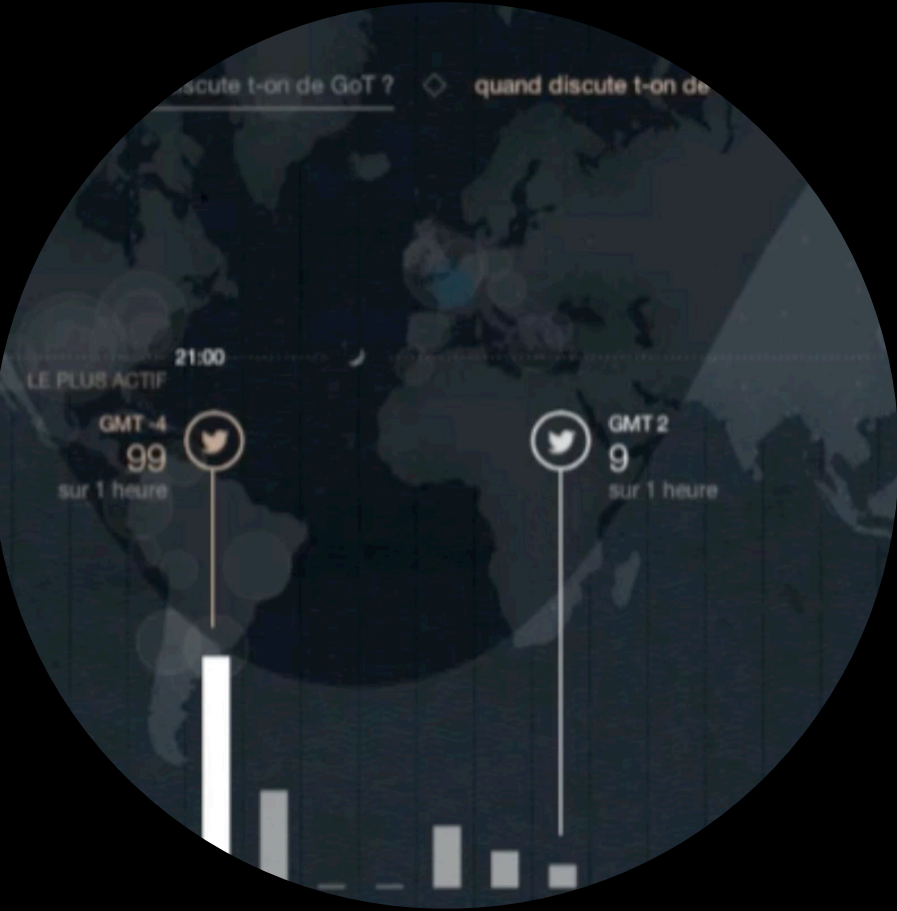 scute t-on de GoT ? quand discute t-on de
21:00
LE PLUS ACTIF
GMT -4
99
sur 1 heure
GMT 2
9
sur 1 heure